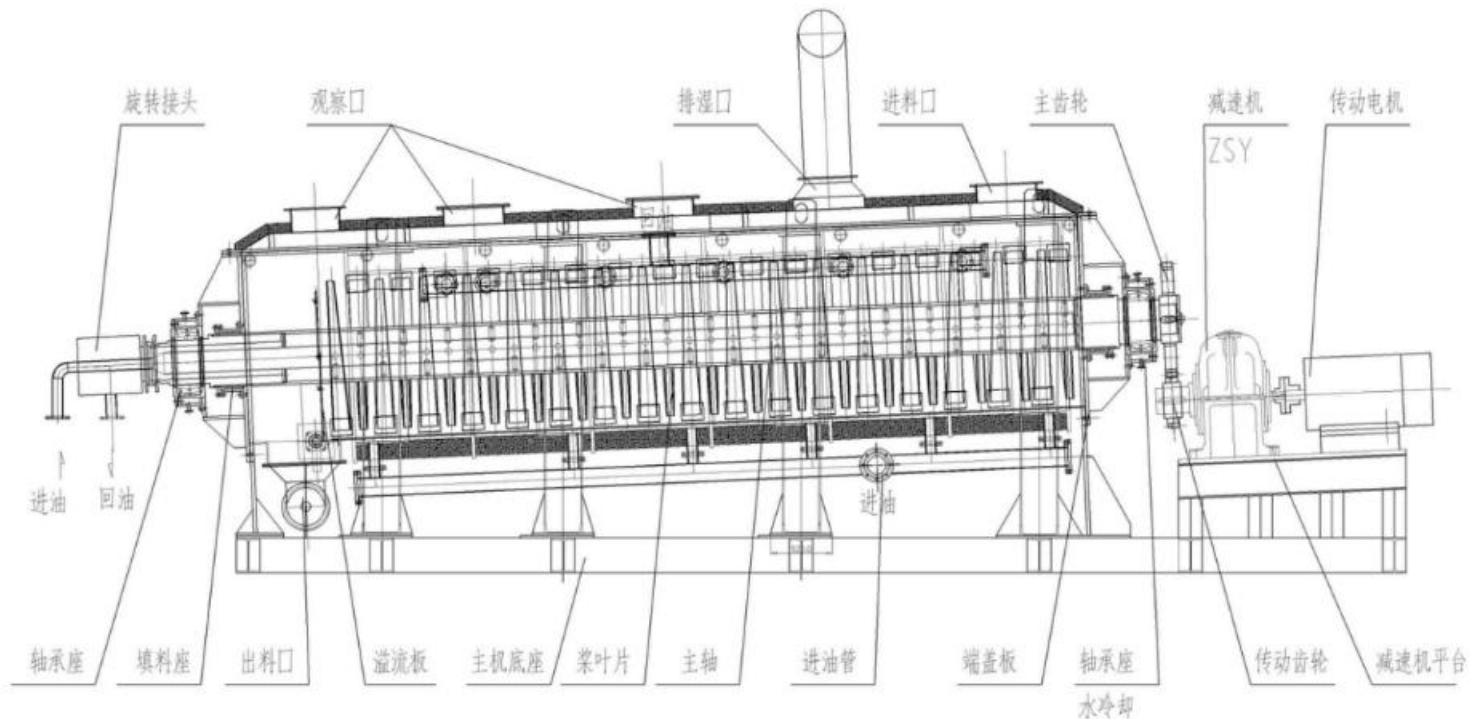 旋转接头
观察口
排湿口
进料口
主齿轮
减速机
传动电机
ZSY
回油
进油
回油
进油
轴承座
填料座
出料口
溢流板
主机底座
桨叶片
主轴
进油管
端盖板
轴承座
传动齿轮
减速机平台
水冷却